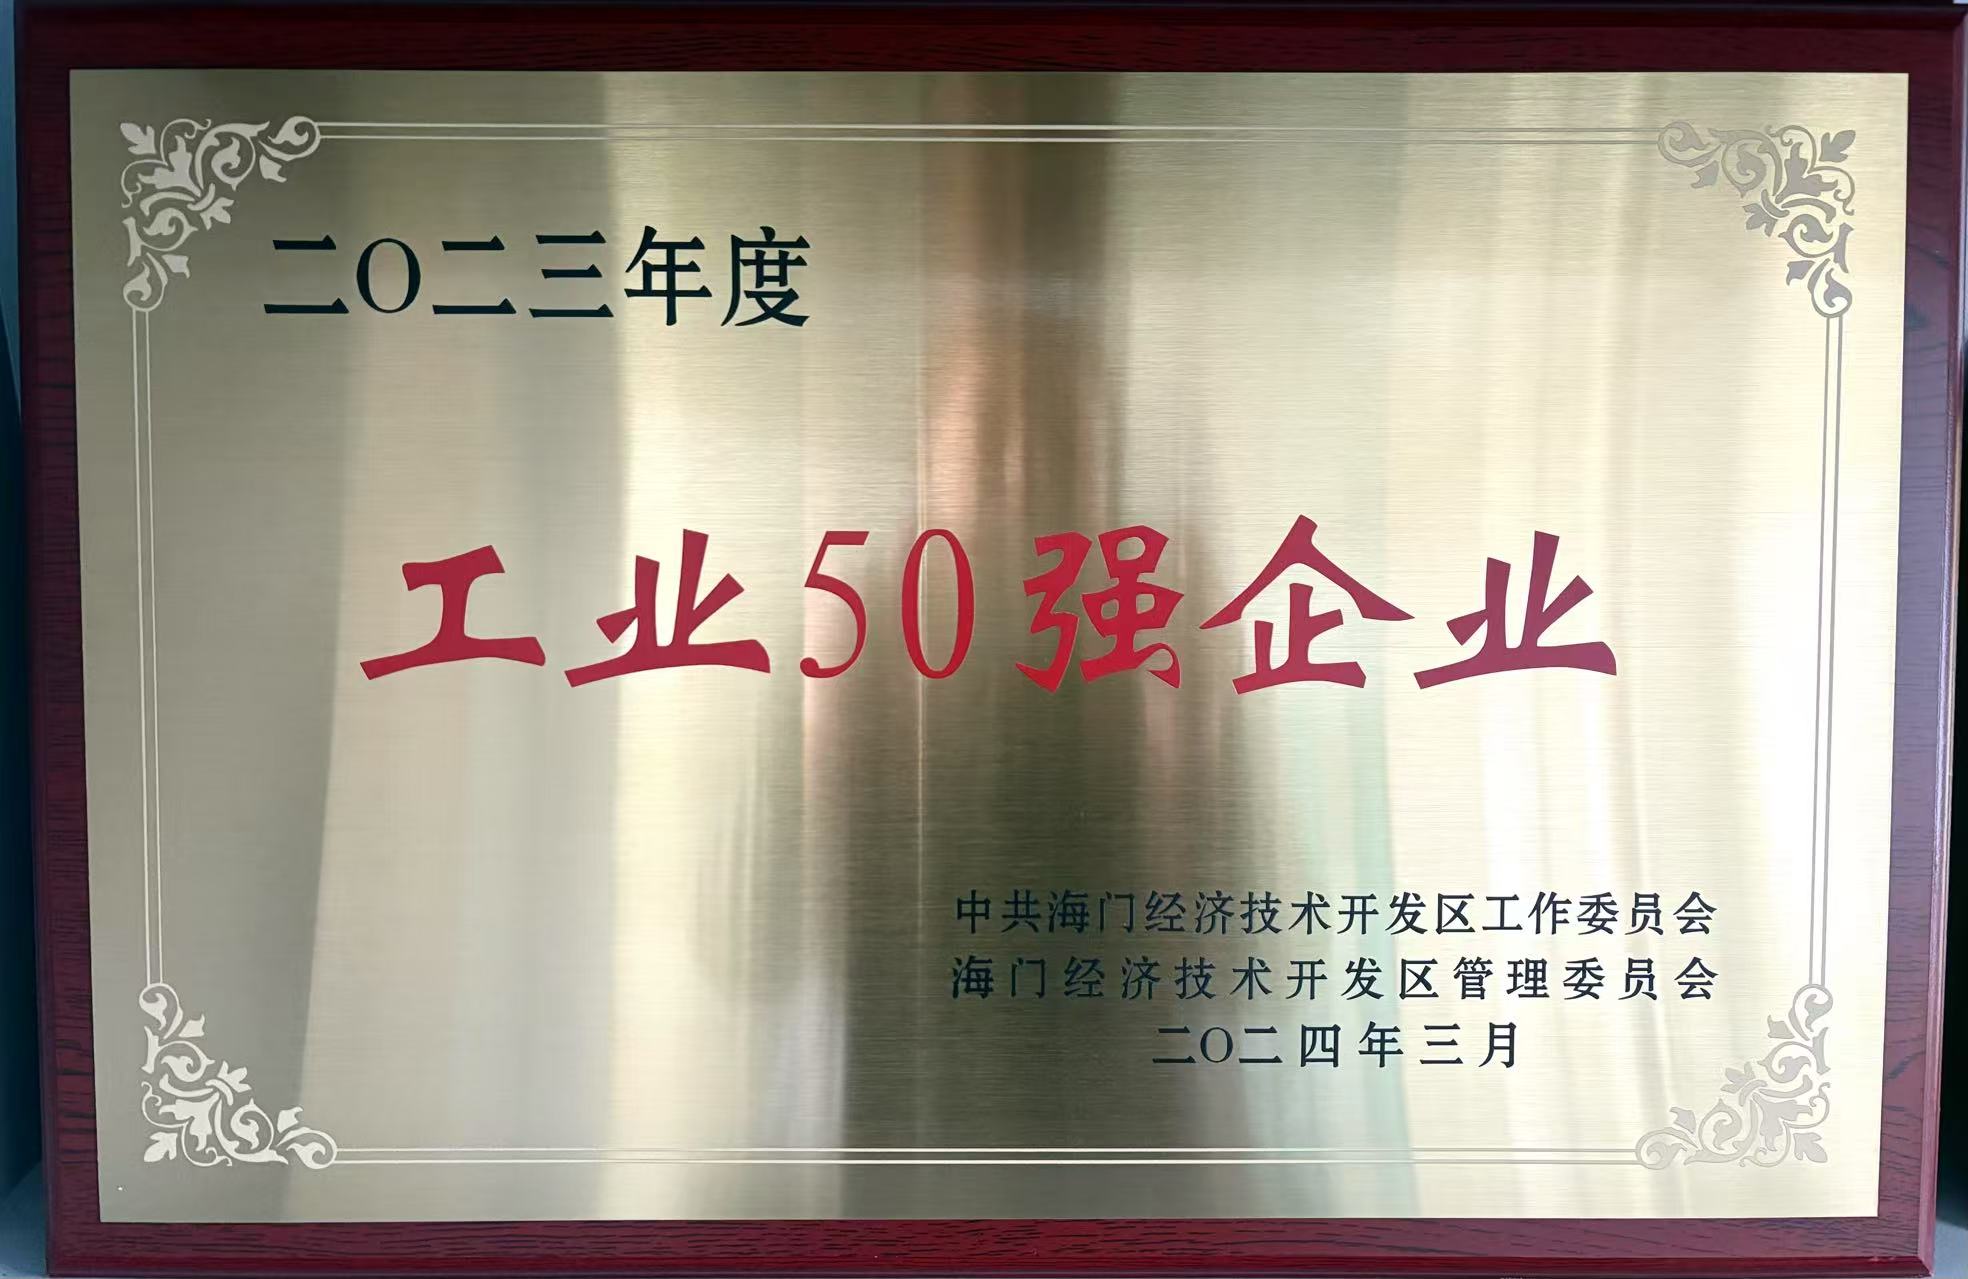 二〇二三年度
工业50强企业
中共海门经济技术开发区工作委员会
海门经济技术开发区管理委员会
二〇二四年三月